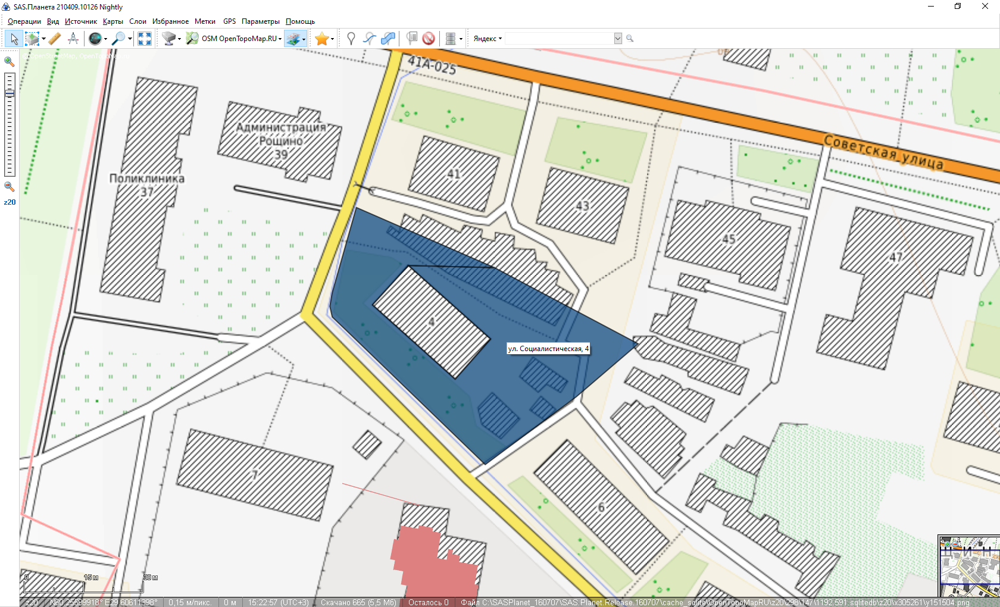 SAS.Планета 210409.10126 Nightly
Операции Вид Источник Карты Слои Избранное Метки GPS Параметры Помощь
OSM OpenTopoMap.RU
Яндекс
z20
41А-025
Советская улица
Администрация
Рощино
39
Поликлиника
37
41
43
45
47
4
ул. Социалистическая, 4
7
6
0 15 м 30 м
z20 N60.25599918° E29.60611398° 0,15 м/пикс. 0 м 15:22:57 (UTC+3) Скачано 665 (5,5 Мб) Осталось 0 Файл C:\SASPlanet_160707\SAS.Planet.Release.160707\cache_sqlite\OpenTopoMapRU\z20\298\147\1192.591.sqlitedb\z20\x305261\y151504.png